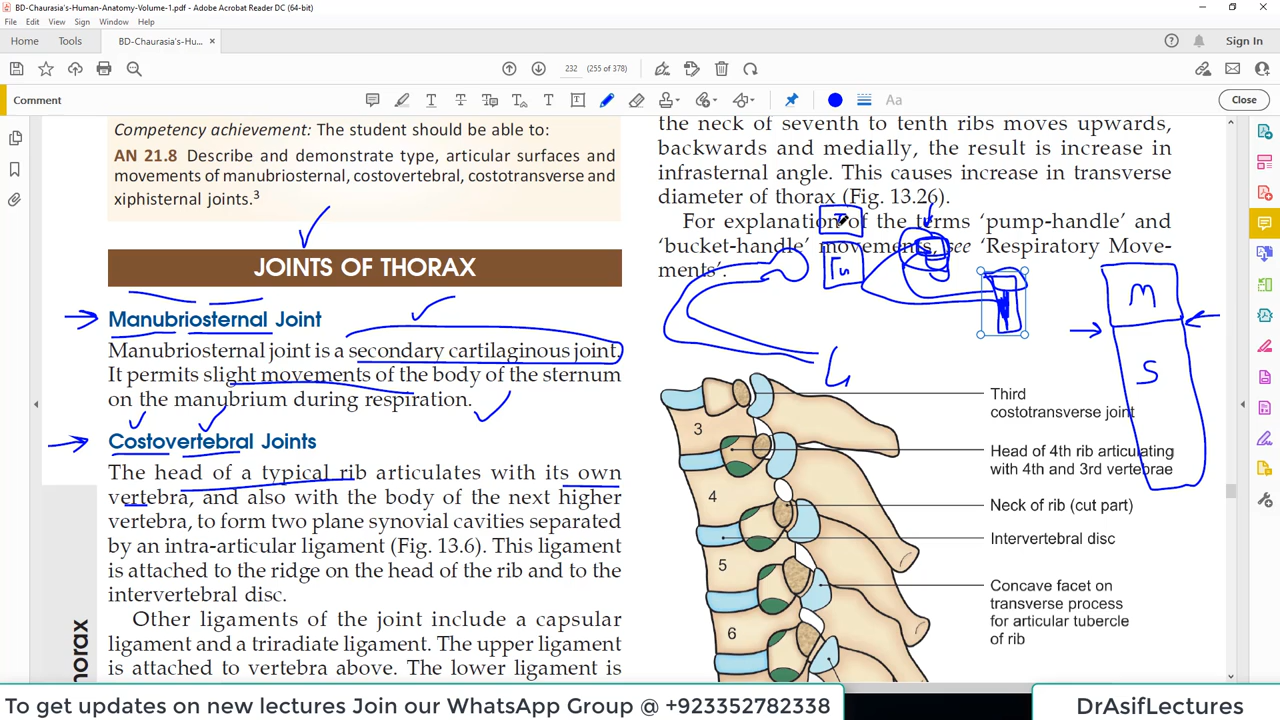 BD-Chaurasia's-Human-Anatomy-Volume-1.pdf - Adobe Acrobat Reader DC (64-bit)
File Edit View Sign Window Help
Home Tools BD-Chaurasia's-Hu... × Sign In
232 (255 of 378)
Comment Aa Close
Competency achievement: The student should be able to:
AN 21.8 Describe and demonstrate type, articular surfaces and
movements of manubriosternal, costovertebral, costotransverse and
xiphisternal joints.³
JOINTS OF THORAX
Manubriosternal Joint
Manubriosternal joint is a secondary cartilaginous joint.
It permits slight movements of the body of the sternum
on the manubrium during respiration.
Costovertebral Joints
The head of a typical rib articulates with its own
vertebra, and also with the body of the next higher
vertebra, to form two plane synovial cavities separated
by an intra-articular ligament (Fig. 13.6). This ligament
is attached to the ridge on the head of the rib and to the
intervertebral disc.
Other ligaments of the joint include a capsular
ligament and a triradiate ligament. The upper ligament
is attached to vertebra above. The lower ligament is
horax
the neck of seventh to tenth ribs moves upwards,
backwards and medially, the result is increase in
infrasternal angle. This causes increase in transverse
diameter of thorax (Fig. 13.26).
For explanation of the terms 'pump-handle' and
'bucket-handle' movements, see 'Respiratory Move-
ments'.
M
S
Third
costotransverse joint
Head of 4th rib articulating
with 4th and 3rd vertebrae
Neck of rib (cut part)
Intervertebral disc
Concave facet on
transverse process
for articular tubercle
of rib
3
4
5
6
To get updates on new lectures Join our WhatsApp Group @ +923352782338
DrAsifLectures